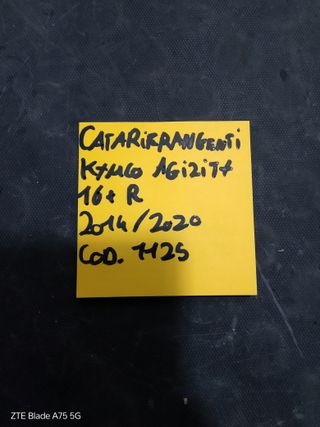 CATARIFRANGENTI
KYMCO AGILITY
16+ R
2014/2020
COD. 1125
ZTE Blade A75 5G